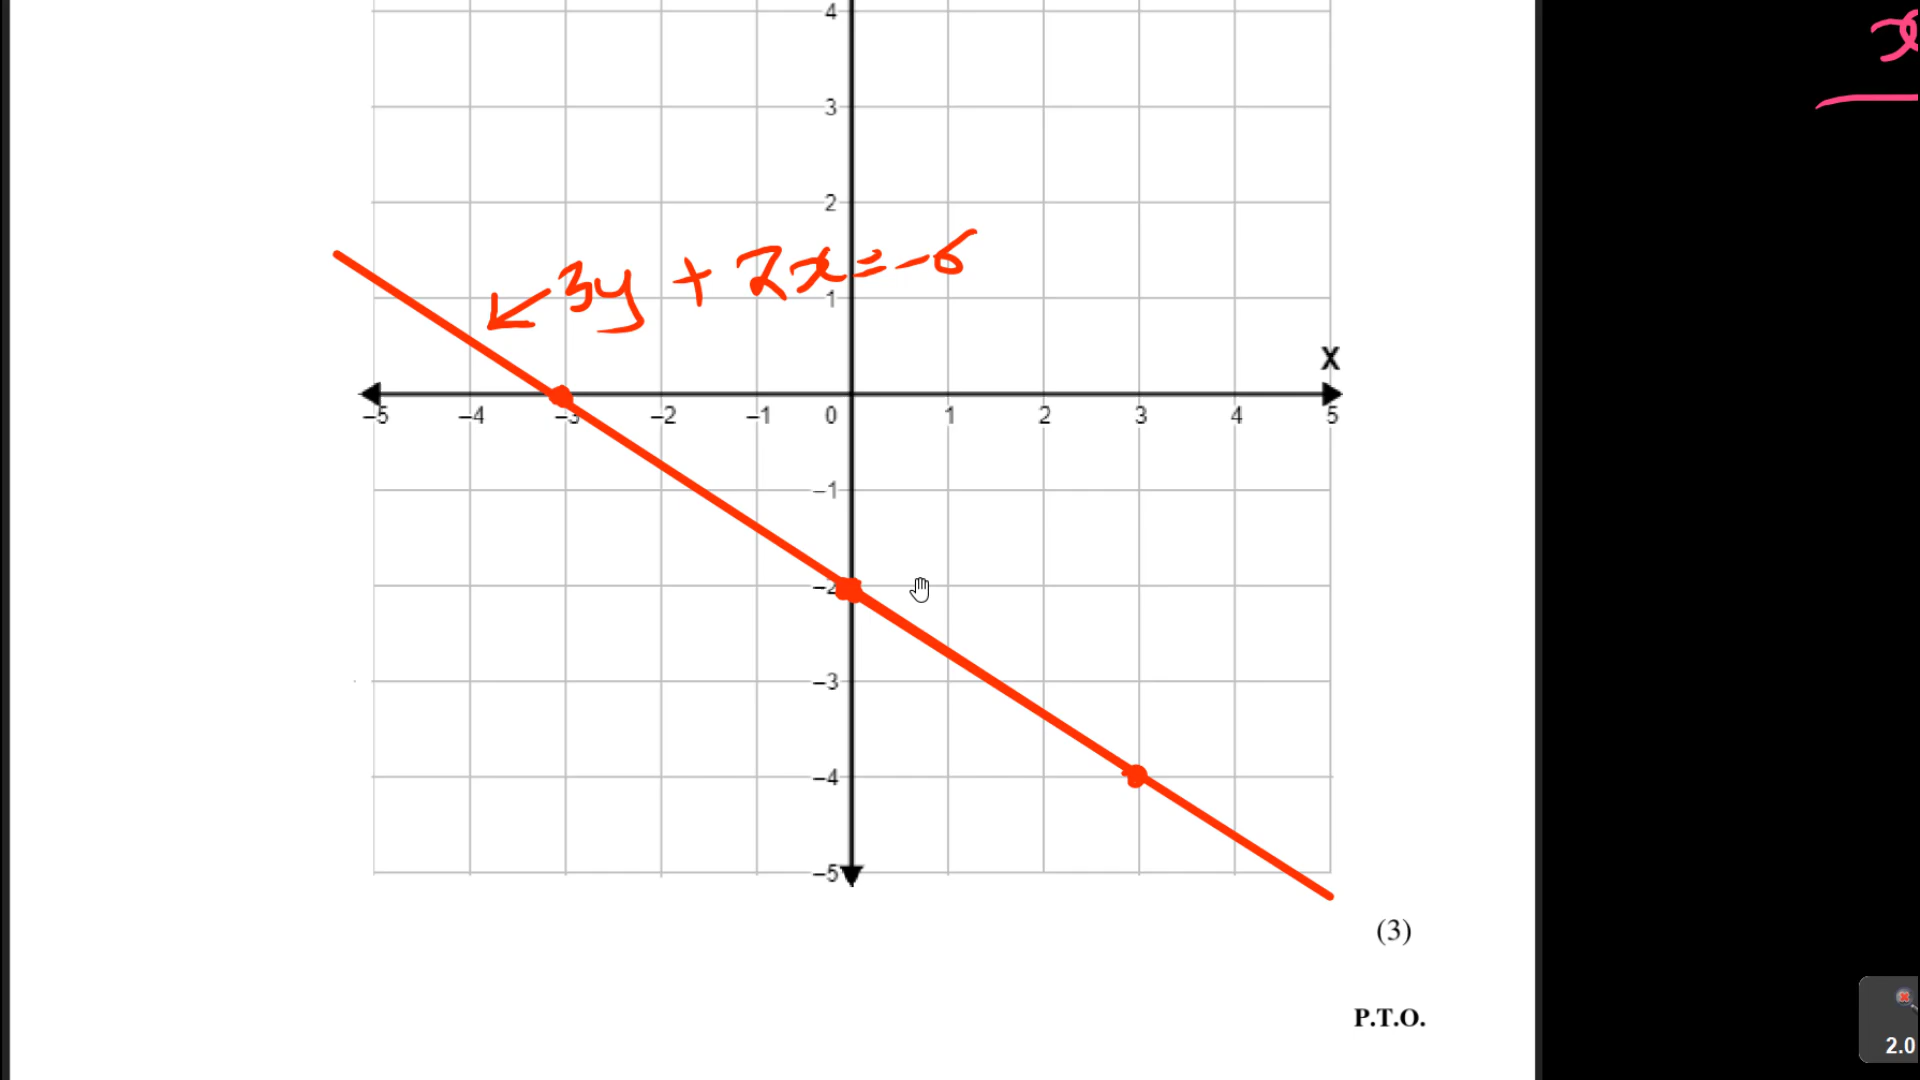 4
3
2
3y + 2x = -6
1
X
–5 –4 –3 –2 –1 0 1 2 3 4 5
–1
–2
–3
–4
–5
(3)
P.T.O.
2.0